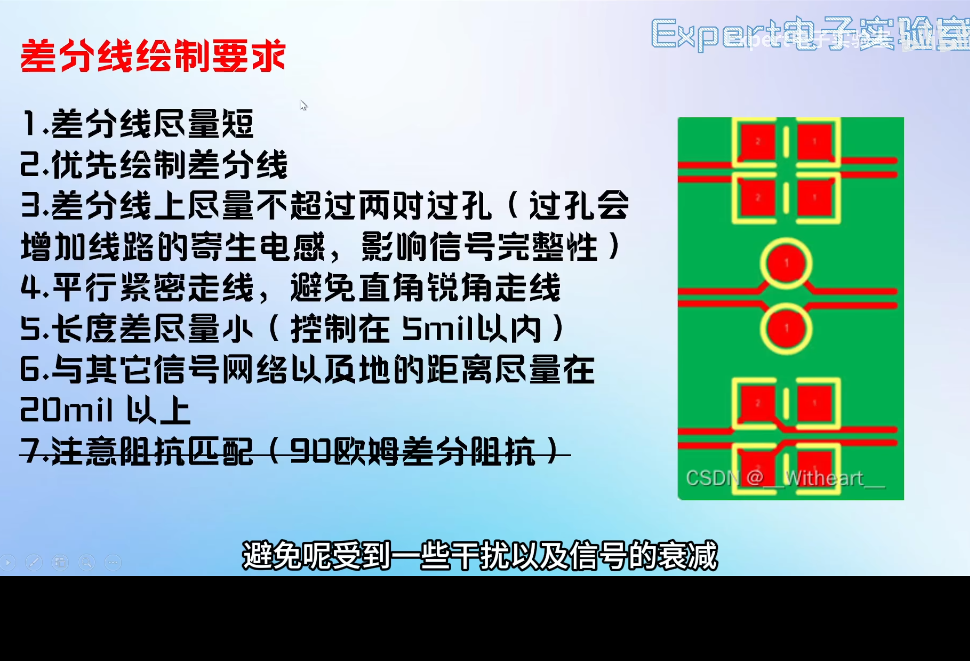 Expert电子实验室
差分线绘制要求
1.差分线尽量短
2.优先绘制差分线
3.差分线上尽量不超过两对过孔（过孔会
增加线路的寄生电感，影响信号完整性）
4.平行紧密走线，避免直角锐角走线
5.长度差尽量小（控制在 5mil以内）
6.与其它信号网络以及地的距离尽量在
20mil 以上
7.注意阻抗匹配（90欧姆差分阻抗）
2 1
2 1
1
1
2 1
CSDN @__Witheart__
避免呢受到一些干扰以及信号的衰减